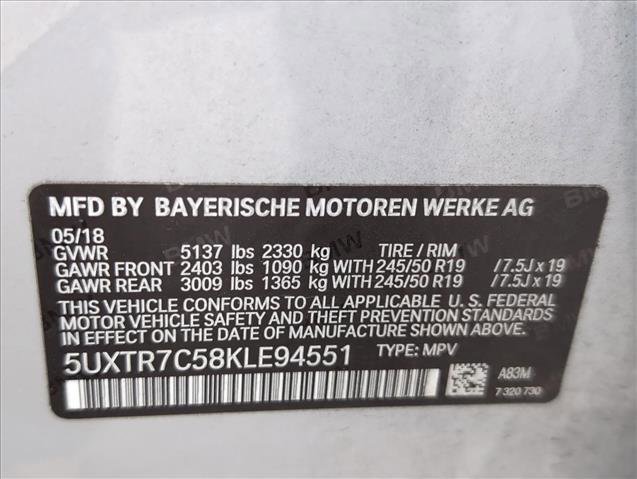 MFD BY BAYERISCHE MOTOREN WERKE AG
05/18
GVWR 5137 lbs 2330 kg TIRE / RIM
GAWR FRONT 2403 lbs 1090 kg WITH 245/50 R19 /7.5J x 19
GAWR REAR 3009 lbs 1365 kg WITH 245/50 R19 /7.5J x 19
THIS VEHICLE CONFORMS TO ALL APPLICABLE U. S. FEDERAL
MOTOR VEHICLE SAFETY AND THEFT PREVENTION STANDARDS
IN EFFECT ON THE DATE OF MANUFACTURE SHOWN ABOVE.
5UXTR7C58KLE94551 TYPE: MPV
A83M
7 320 730